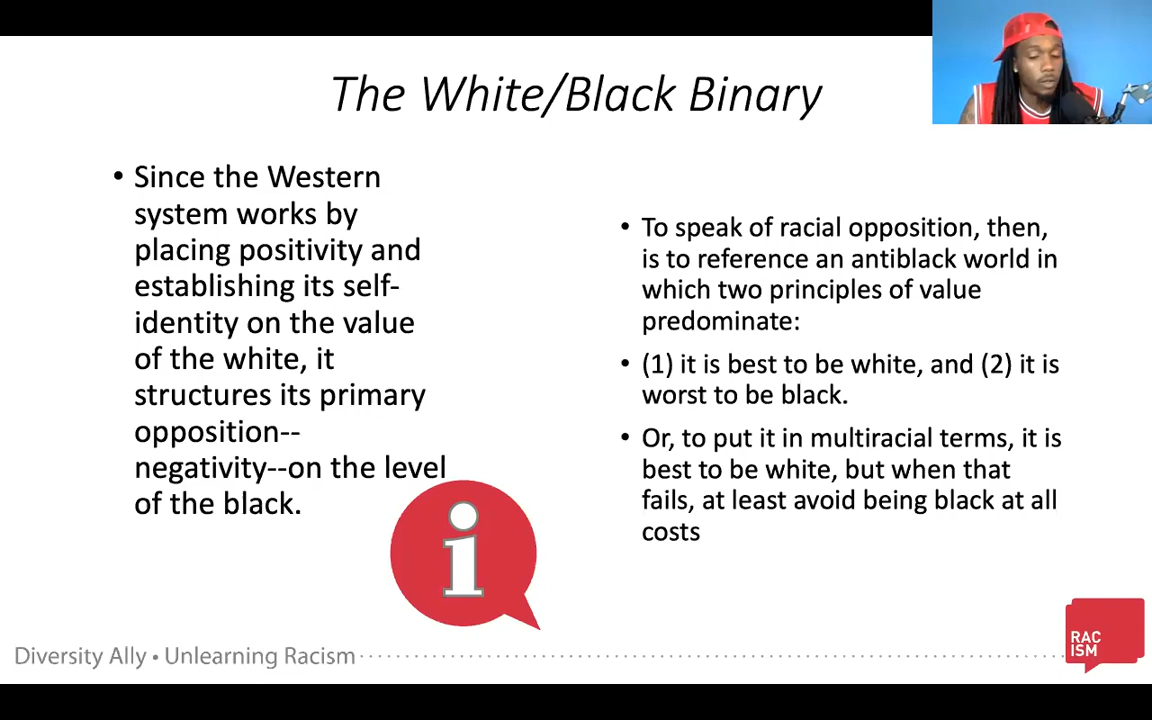 The White/Black Binary
• Since the Western
system works by
placing positivity and
establishing its self-
identity on the value
of the white, it
structures its primary
opposition--
negativity--on the level
of the black.
• To speak of racial opposition, then,
is to reference an antiblack world in
which two principles of value
predominate:
• (1) it is best to be white, and (2) it is
worst to be black.
• Or, to put it in multiracial terms, it is
best to be white, but when that
fails, at least avoid being black at all
costs
i
Diversity Ally • Unlearning Racism
RAC
ISM